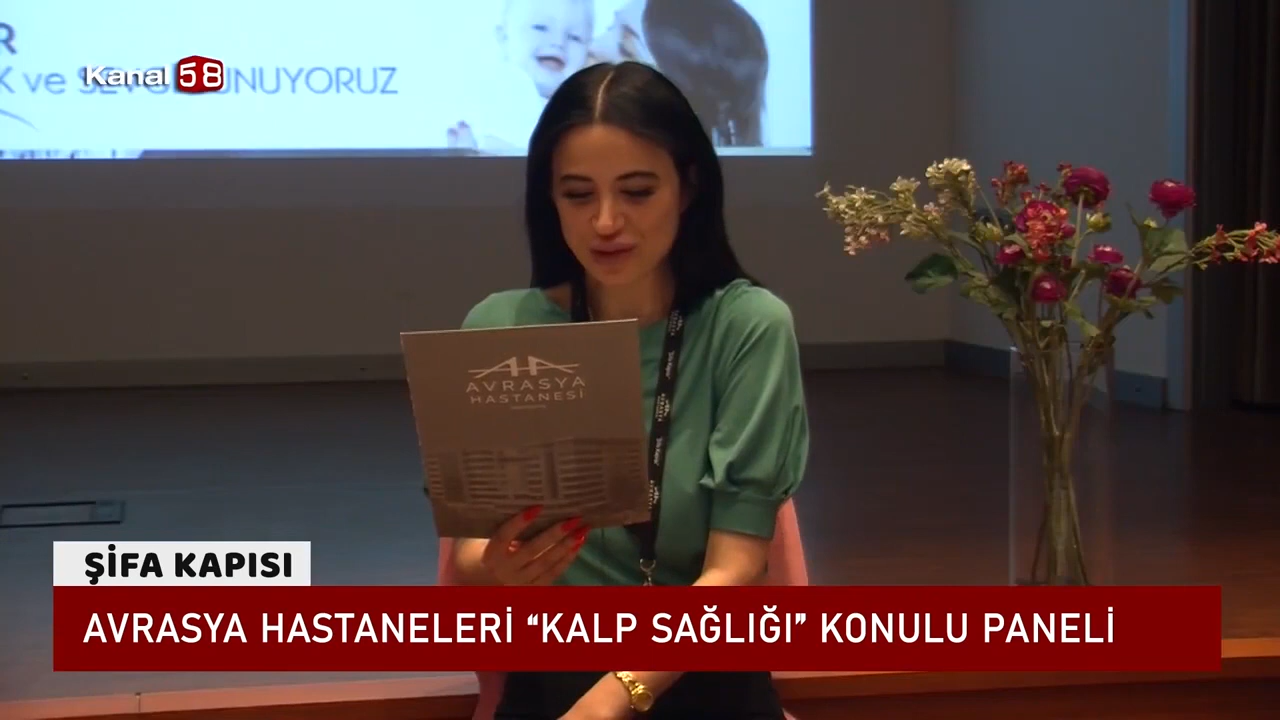 R
Kanal 58
K ve SEVGİ SUNUYORUZ
AVRASYA
HASTANESİ
ŞİFA KAPISI
AVRASYA HASTANELERİ “KALP SAĞLIĞI” KONULU PANELİ